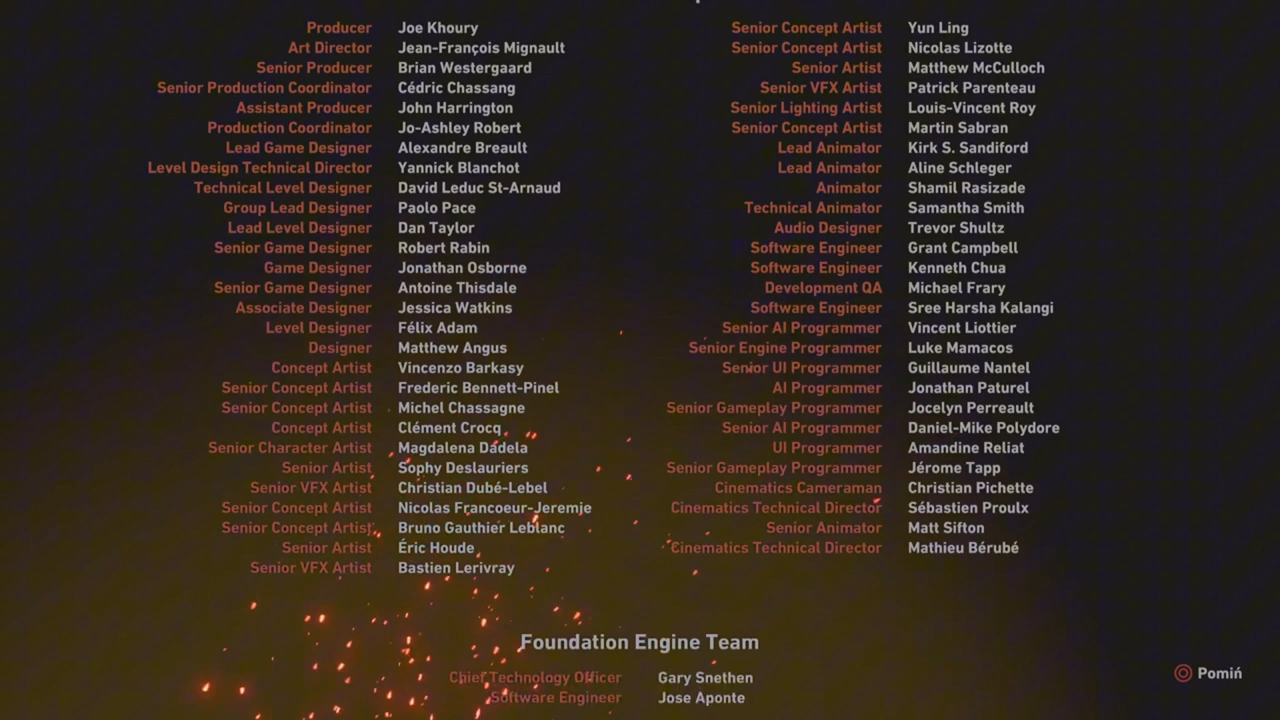 Producer Joe Khoury
Art Director Jean-François Mignault
Senior Producer Brian Westergaard
Senior Production Coordinator Cédric Chassang
Assistant Producer John Harrington
Production Coordinator Jo-Ashley Robert
Lead Game Designer Alexandre Breault
Level Design Technical Director Yannick Blanchot
Technical Level Designer David Leduc St-Arnaud
Group Lead Designer Paolo Pace
Lead Level Designer Dan Taylor
Senior Game Designer Robert Rabin
Game Designer Jonathan Osborne
Senior Game Designer Antoine Thisdale
Associate Designer Jessica Watkins
Level Designer Félix Adam
Designer Matthew Angus
Concept Artist Vincenzo Barkasy
Senior Concept Artist Frederic Bennett-Pinel
Senior Concept Artist Michel Chassagne
Concept Artist Clément Crocq
Senior Character Artist Magdalena Dadela
Senior Artist Sophy Deslauriers
Senior VFX Artist Christian Dubé-Lebel
Senior Concept Artist Nicolas Francoeur-Jeremie
Senior Concept Artist Bruno Gauthier Leblanc
Senior Artist Éric Houde
Senior VFX Artist Bastien Lerivray
Senior Concept Artist Yun Ling
Senior Concept Artist Nicolas Lizotte
Senior Artist Matthew McCulloch
Senior VFX Artist Patrick Parenteau
Senior Lighting Artist Louis-Vincent Roy
Senior Concept Artist Martin Sabran
Lead Animator Kirk S. Sandiford
Lead Animator Aline Schleger
Animator Shamil Rasizade
Technical Animator Samantha Smith
Audio Designer Trevor Shultz
Software Engineer Grant Campbell
Software Engineer Kenneth Chua
Development QA Michael Frary
Software Engineer Sree Harsha Kalangi
Senior AI Programmer Vincent Liottier
Senior Engine Programmer Luke Mamacos
Senior UI Programmer Guillaume Nantel
AI Programmer Jonathan Paturel
Senior Gameplay Programmer Jocelyn Perreault
Senior AI Programmer Daniel-Mike Polydore
UI Programmer Amandine Reliat
Senior Gameplay Programmer Jérome Tapp
Cinematics Cameraman Christian Pichette
Cinematics Technical Director Sébastien Proulx
Senior Animator Matt Sifton
Cinematics Technical Director Mathieu Bérubé
Foundation Engine Team
Chief Technology Officer Gary Snethen
Software Engineer Jose Aponte
Pomiń